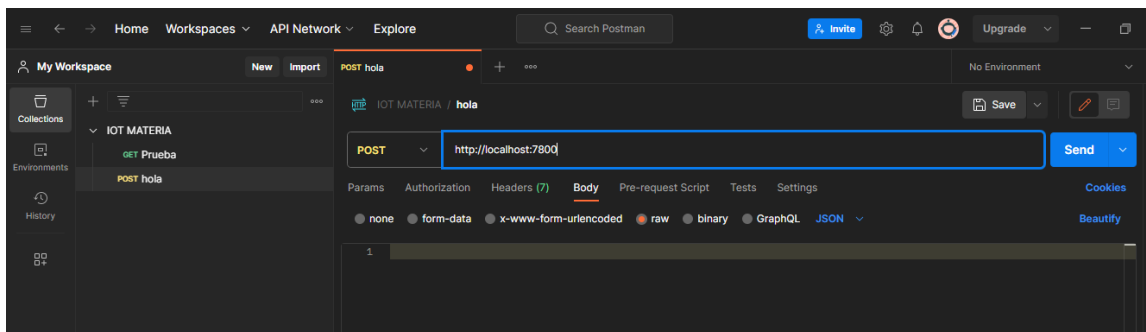 Home Workspaces API Network Explore Search Postman Invite Upgrade
My Workspace New Import POST hola No Environment
Collections
IOT MATERIA / hola Save
IOT MATERIA
GET Prueba
POST hola
POST http://localhost:7800 Send
Environments
History
Params Authorization Headers (7) Body Pre-request Script Tests Settings Cookies
none form-data x-www-form-urlencoded raw binary GraphQL JSON Beautify
1